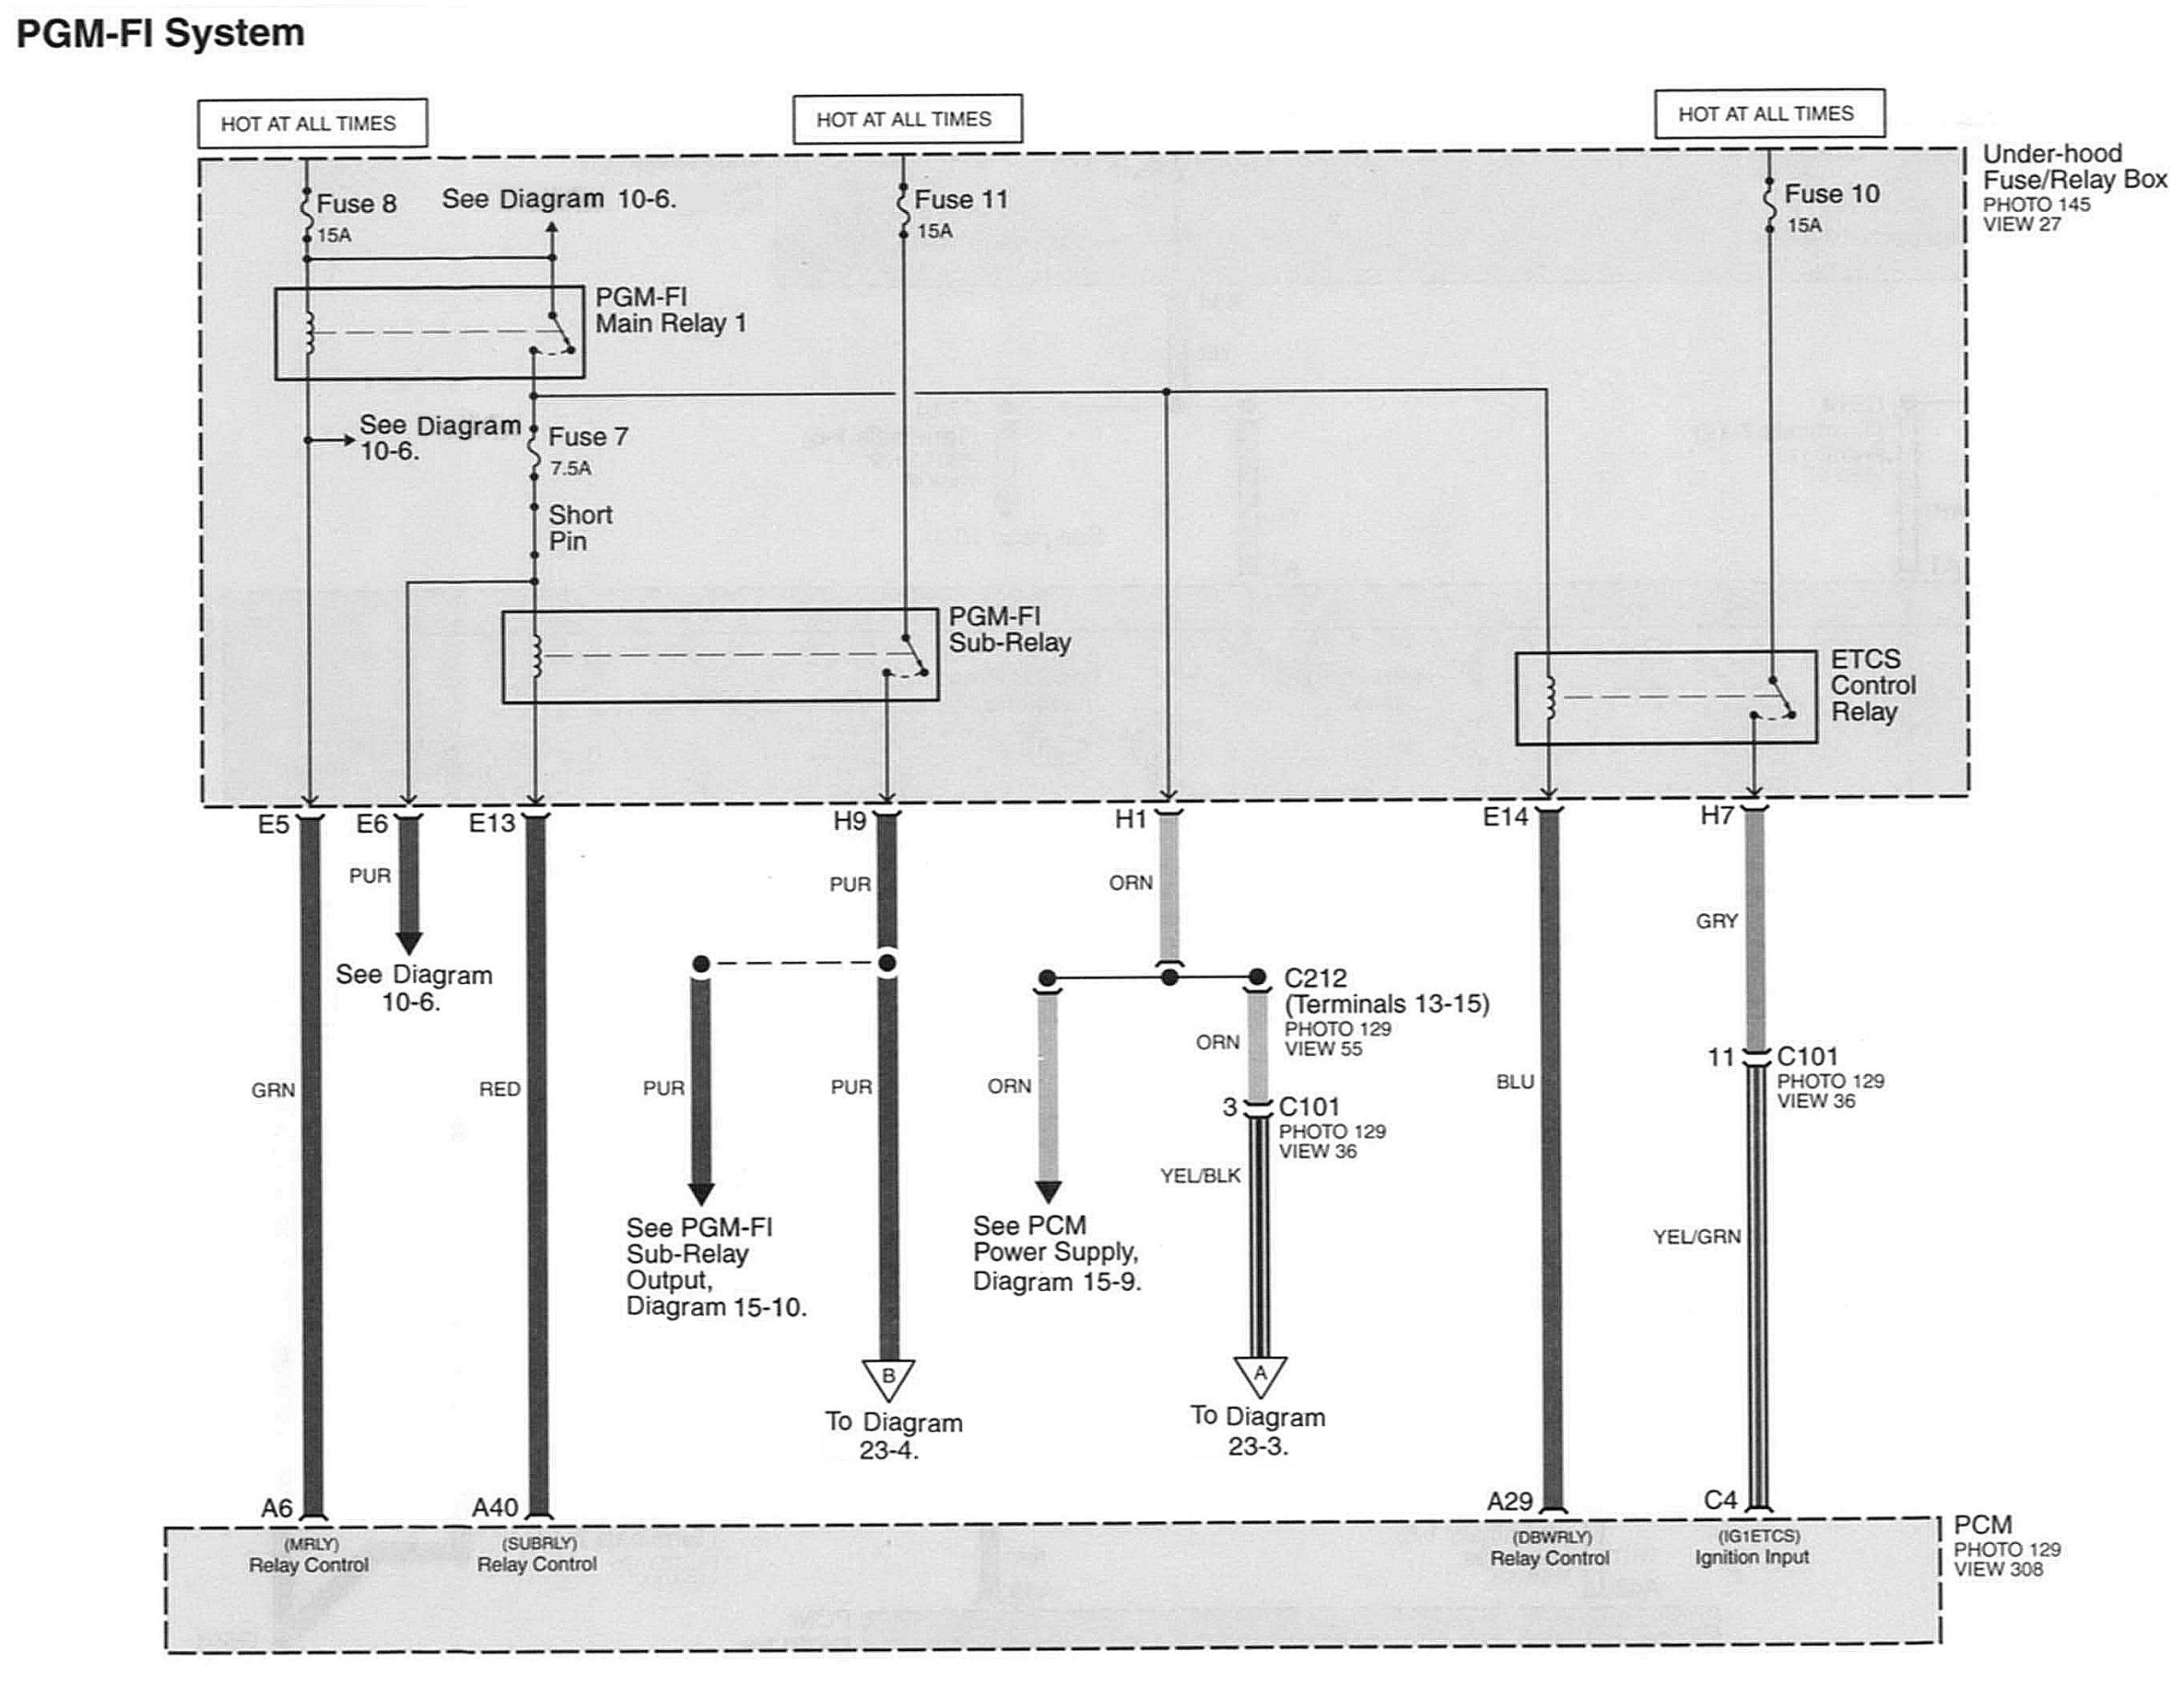 PGM-FI System
HOT AT ALL TIMES
HOT AT ALL TIMES
HOT AT ALL TIMES
Under-hood
Fuse/Relay Box
PHOTO 145
VIEW 27
Fuse 8
15A
See Diagram 10-6.
Fuse 11
15A
Fuse 10
15A
PGM-FI
Main Relay 1
See Diagram
10-6.
Fuse 7
7.5A
Short
Pin
PGM-FI
Sub-Relay
ETCS
Control
Relay
E5
E6
E13
H9
H1
E14
H7
PUR
PUR
ORN
GRY
See Diagram
10-6.
C212
(Terminals 13-15)
PHOTO 129
VIEW 55
ORN
11
C101
PHOTO 129
VIEW 36
GRN
RED
PUR
PUR
ORN
BLU
3
C101
PHOTO 129
VIEW 36
YEL/BLK
YEL/GRN
See PGM-FI
Sub-Relay
Output,
Diagram 15-10.
See PCM
Power Supply,
Diagram 15-9.
B
A
To Diagram
23-4.
To Diagram
23-3.
A6
A40
A29
C4
(MRLY)
Relay Control
(SUBRLY)
Relay Control
(DBWRLY)
Relay Control
(IG1ETCS)
Ignition Input
PCM
PHOTO 129
VIEW 308